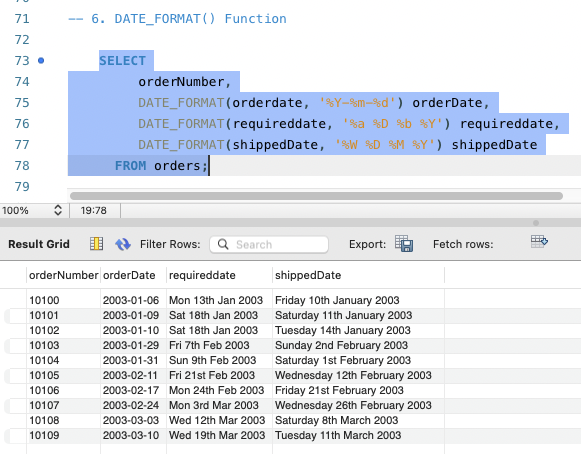 71 -- 6. DATE_FORMAT() Function
72
73 SELECT
74 orderNumber,
75 DATE_FORMAT(orderdate, '%Y-%m-%d') orderDate,
76 DATE_FORMAT(requireddate, '%a %D %b %Y') requireddate,
77 DATE_FORMAT(shippedDate, '%W %D %M %Y') shippedDate
78 FROM orders;
79
100% 19:78
Result Grid Filter Rows: Search Export: Fetch rows:
orderNumber orderDate requireddate shippedDate
10100 2003-01-06 Mon 13th Jan 2003 Friday 10th January 2003
10101 2003-01-09 Sat 18th Jan 2003 Saturday 11th January 2003
10102 2003-01-10 Sat 18th Jan 2003 Tuesday 14th January 2003
10103 2003-01-29 Fri 7th Feb 2003 Sunday 2nd February 2003
10104 2003-01-31 Sun 9th Feb 2003 Saturday 1st February 2003
10105 2003-02-11 Fri 21st Feb 2003 Wednesday 12th February 2003
10106 2003-02-17 Mon 24th Feb 2003 Friday 21st February 2003
10107 2003-02-24 Mon 3rd Mar 2003 Wednesday 26th February 2003
10108 2003-03-03 Wed 12th Mar 2003 Saturday 8th March 2003
10109 2003-03-10 Wed 19th Mar 2003 Tuesday 11th March 2003